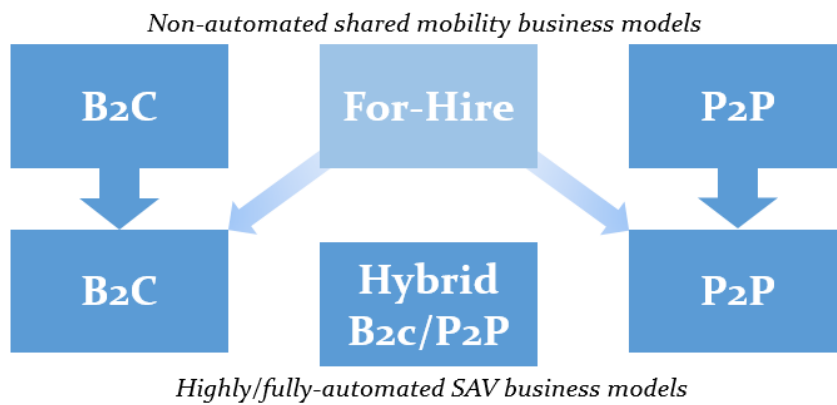 Non-automated shared mobility business models
B2C
For-Hire
P2P
B2C
Hybrid
B2c/P2P
P2P
Highly/fully-automated SAV business models